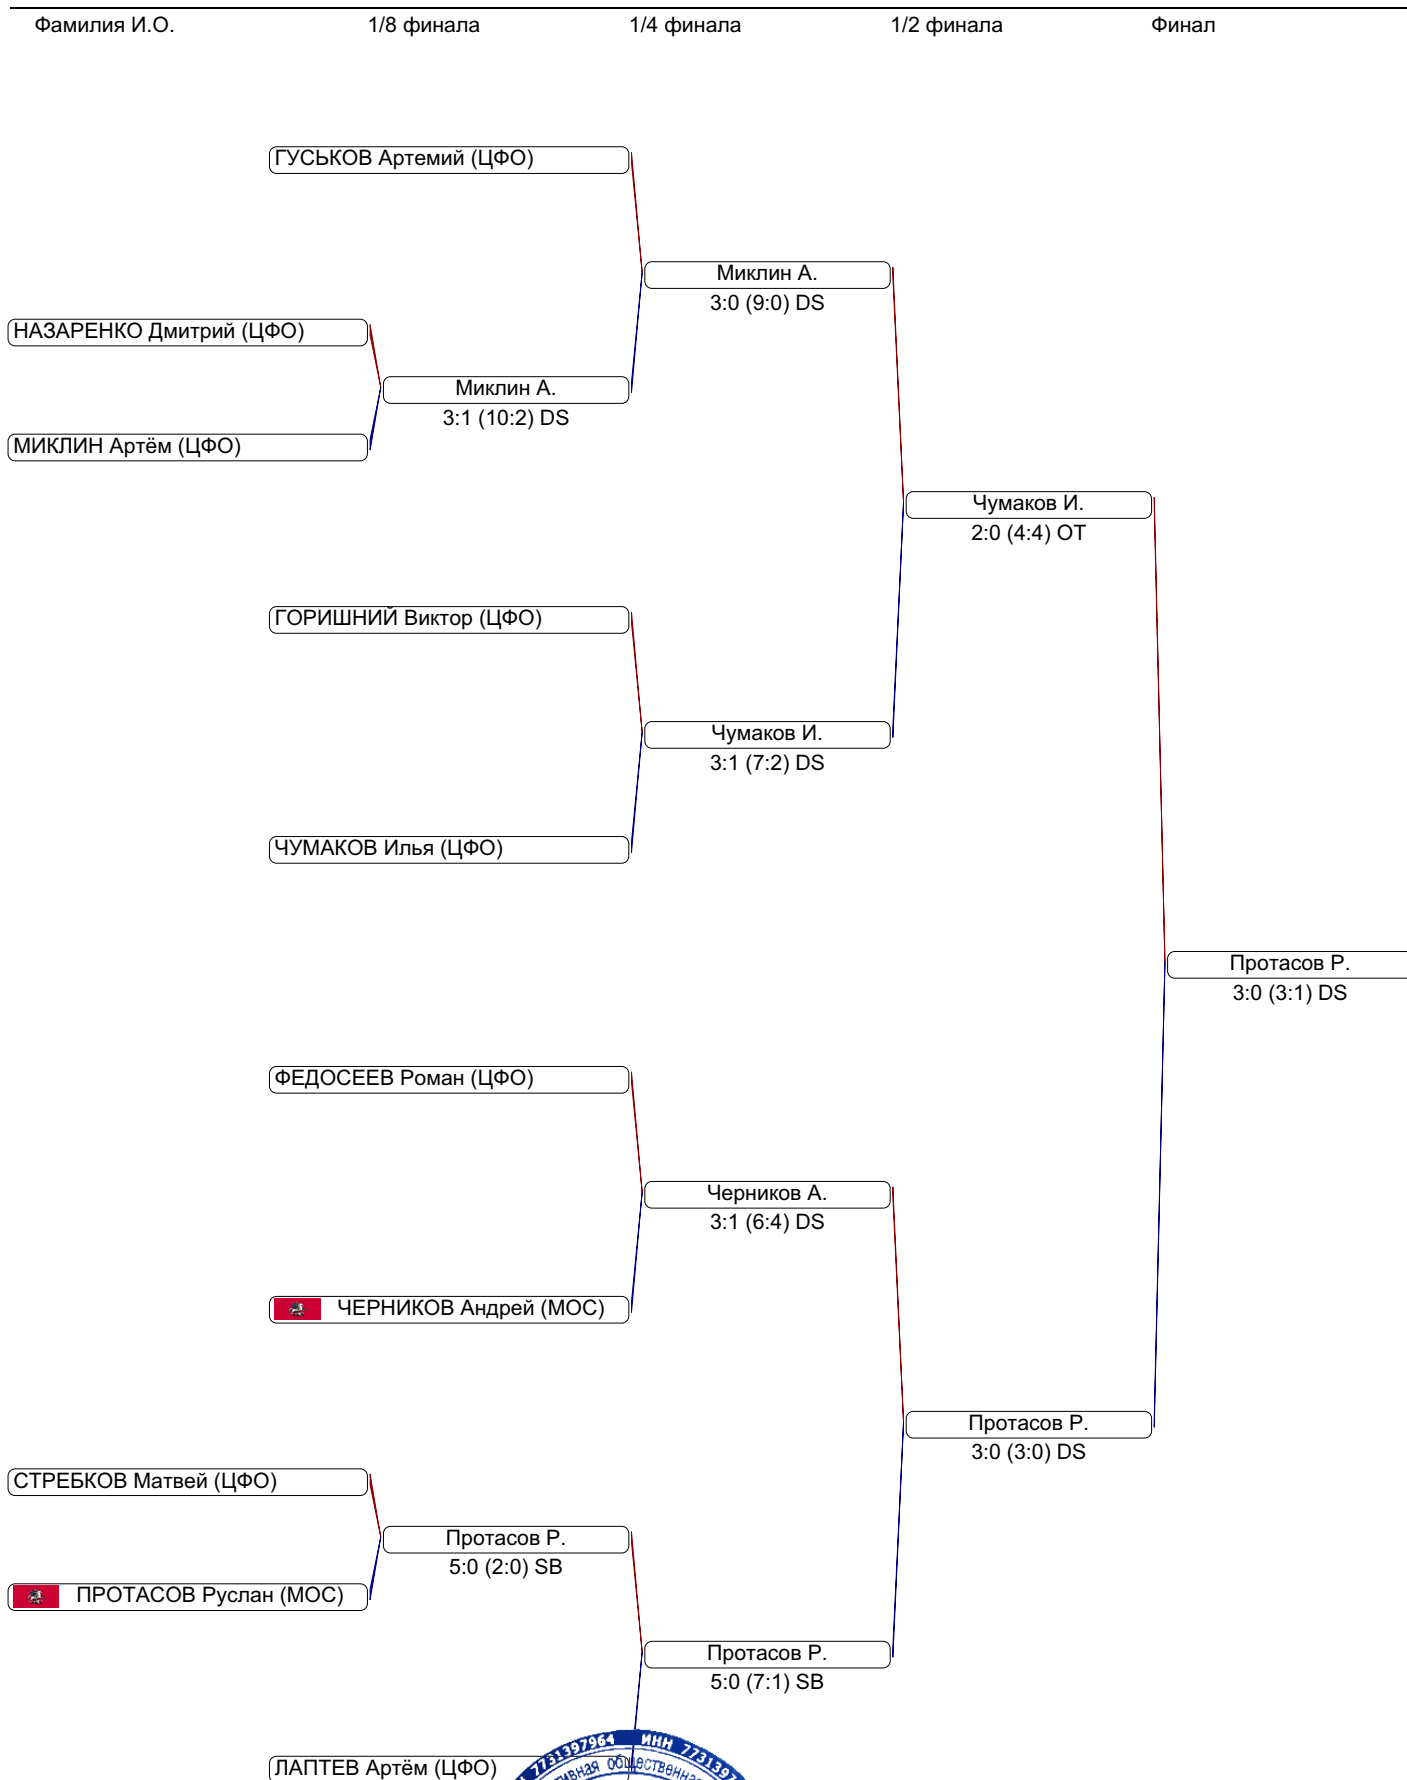 Фамилия И.О. 1/8 финала 1/4 финала 1/2 финала Финал
ГУСЬКОВ Артемий (ЦФО)
Миклин А.
3:0 (9:0) DS
НАЗАРЕНКО Дмитрий (ЦФО)
Миклин А.
3:1 (10:2) DS
МИКЛИН Артём (ЦФО)
Чумаков И.
2:0 (4:4) OT
ГОРИШНИЙ Виктор (ЦФО)
Чумаков И.
3:1 (7:2) DS
ЧУМАКОВ Илья (ЦФО)
Протасов Р.
3:0 (3:1) DS
ФЕДОСЕЕВ Роман (ЦФО)
Черников А.
3:1 (6:4) DS
ЧЕРНИКОВ Андрей (МОС)
Протасов Р.
3:0 (3:0) DS
СТРЕБКОВ Матвей (ЦФО)
Протасов Р.
5:0 (2:0) SB
ПРОТАСОВ Руслан (МОС)
Протасов Р.
5:0 (7:1) SB
ЛАПТЕВ Артём (ЦФО)
7731397964 ИНН 7731397